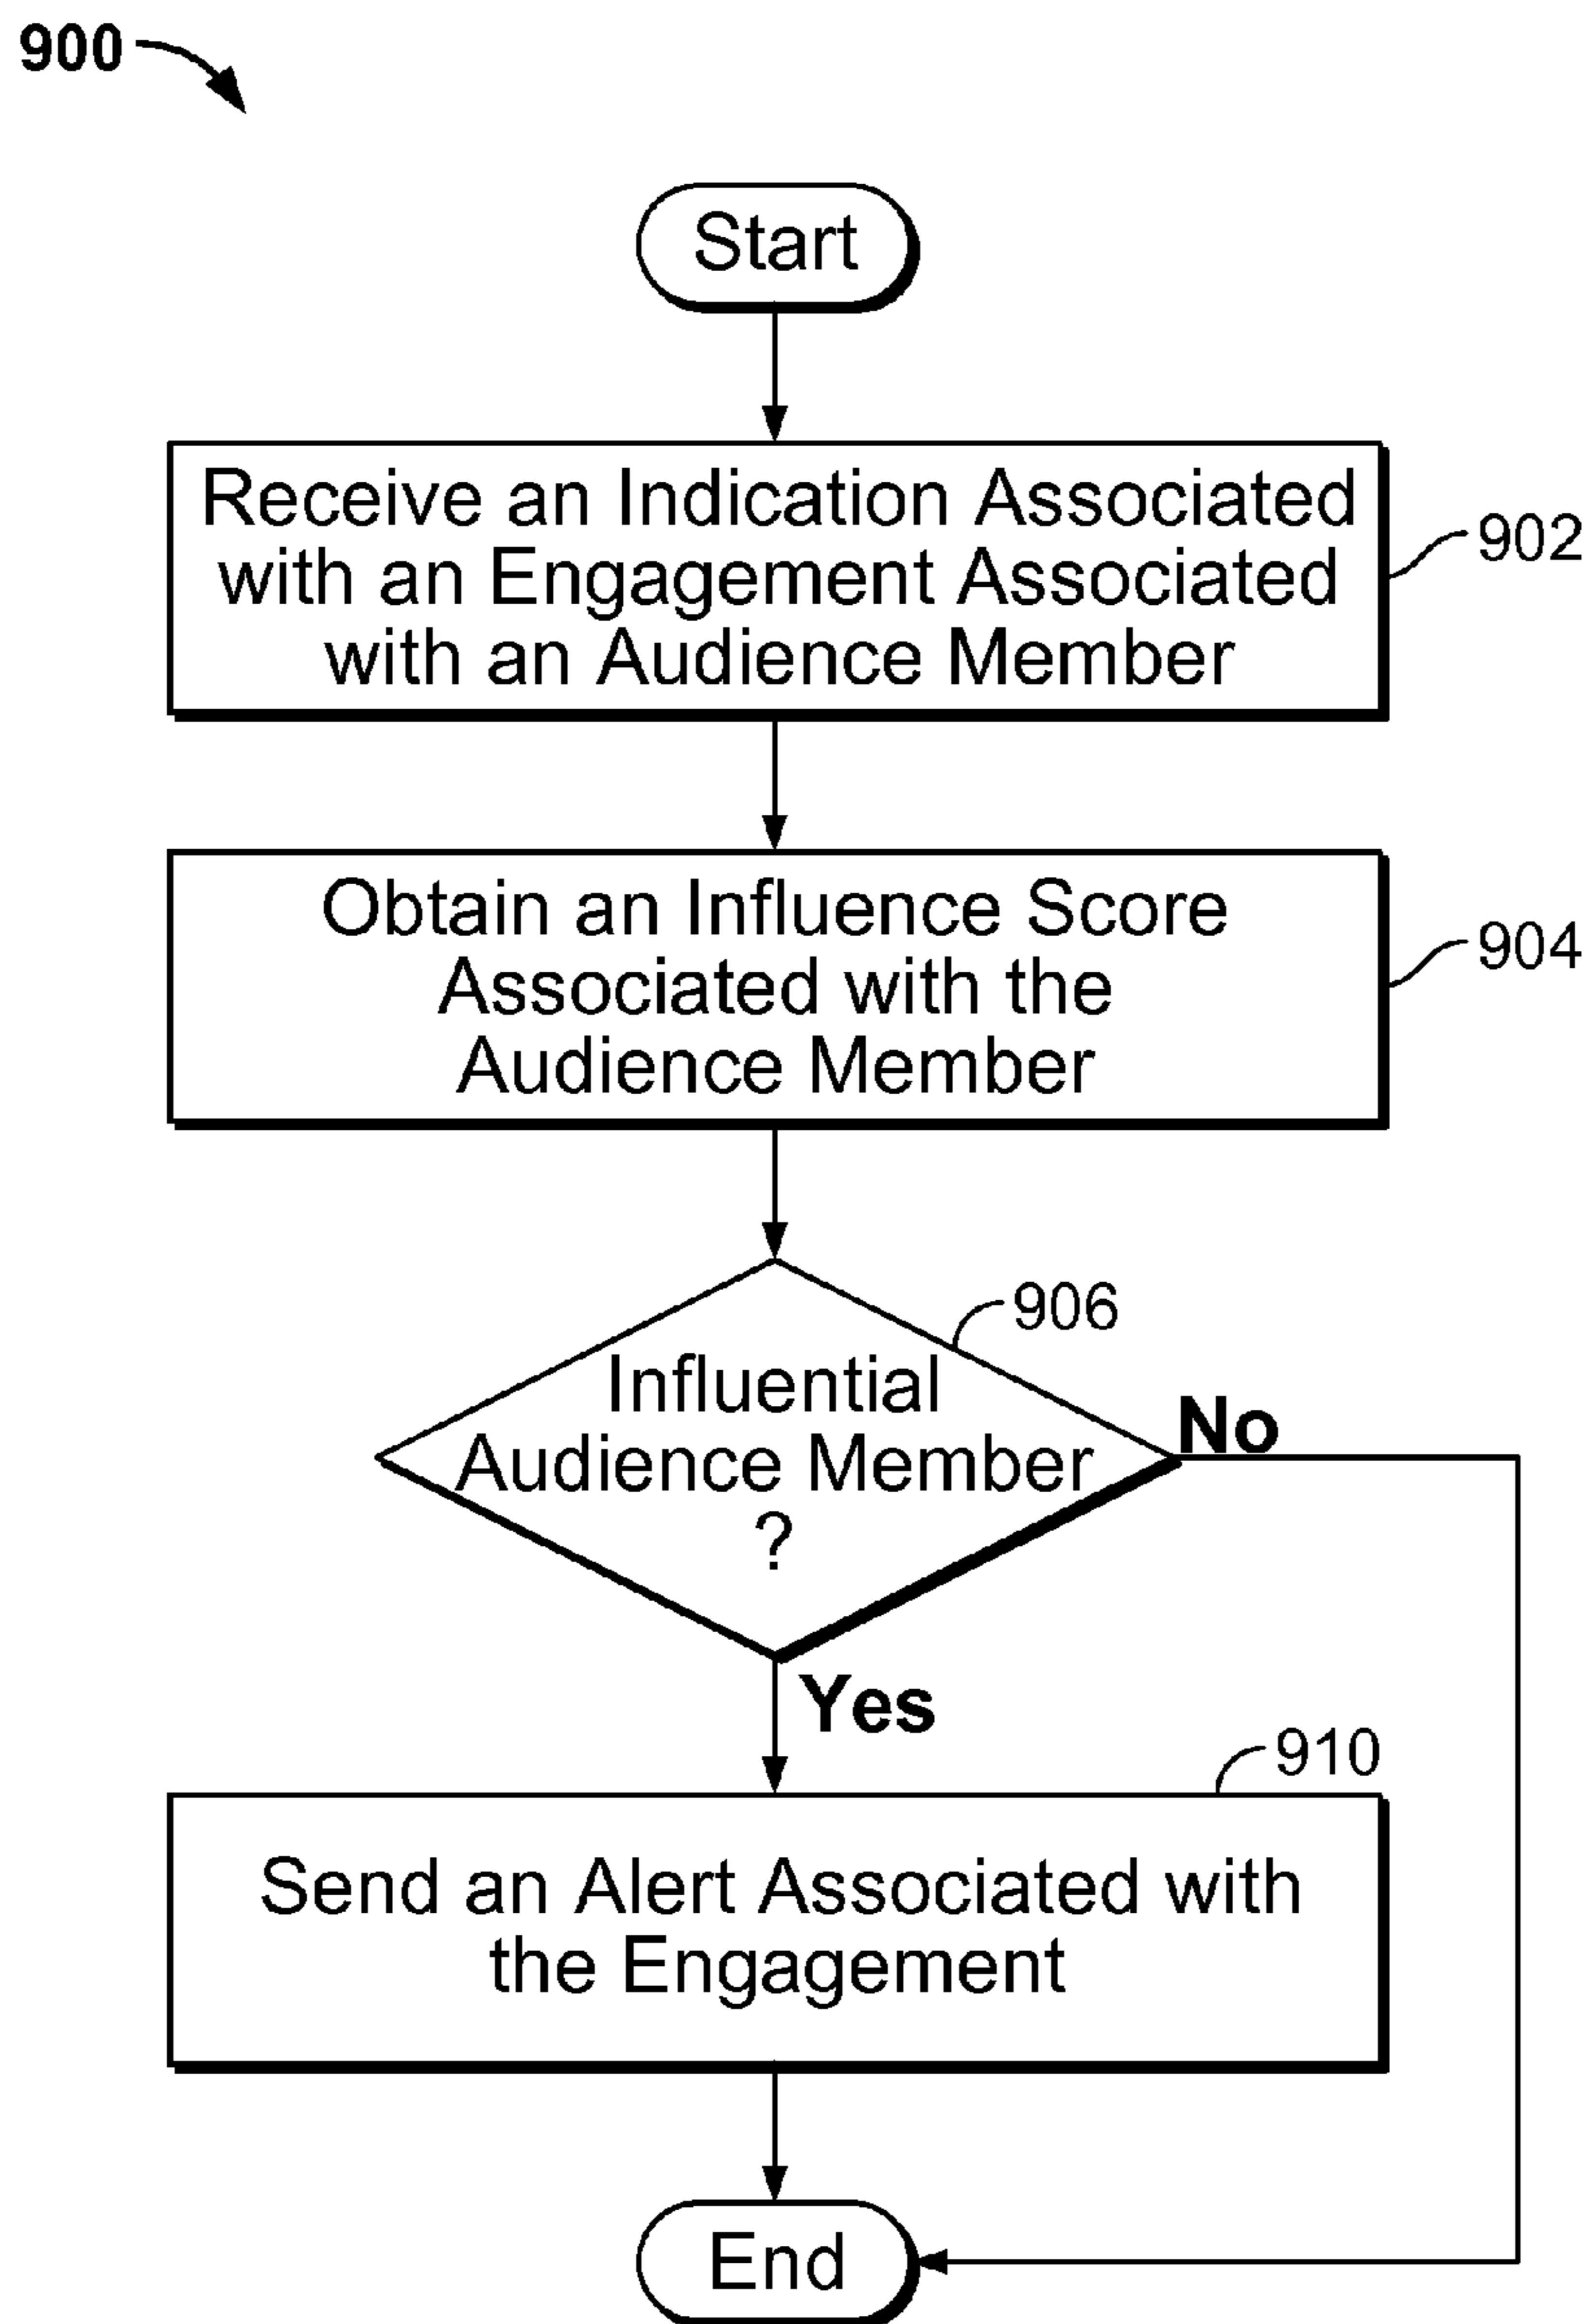 900
Start
Receive an Indication Associated
with an Engagement Associated
with an Audience Member
902
Obtain an Influence Score
Associated with the
Audience Member
904
906
Influential
Audience Member
?
No
Yes
910
Send an Alert Associated with
the Engagement
End